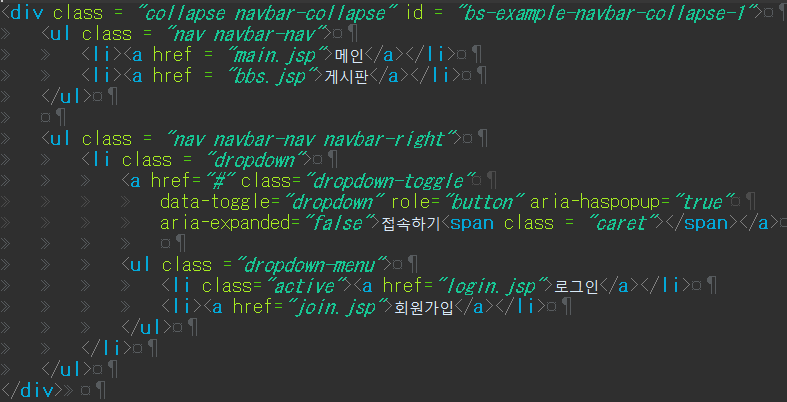 <div class = "collapse navbar-collapse" id = "bs-example-navbar-collapse-1">
<ul class = "nav navbar-nav">
<li><a href = "main.jsp">메인</a></li>
<li><a href = "bbs.jsp">게시판</a></li>
</ul>
<ul class = "nav navbar-nav navbar-right">
<li class = "dropdown">
<a href="#" class="dropdown-toggle"
data-toggle="dropdown" role="button" aria-haspopup="true"
aria-expanded="false">접속하기<span class = "caret"></span></a>
<ul class ="dropdown-menu">
<li class="active"><a href="login.jsp">로그인</a></li>
<li><a href="join.jsp">회원가입</a></li>
</ul>
</li>
</ul>
</div>